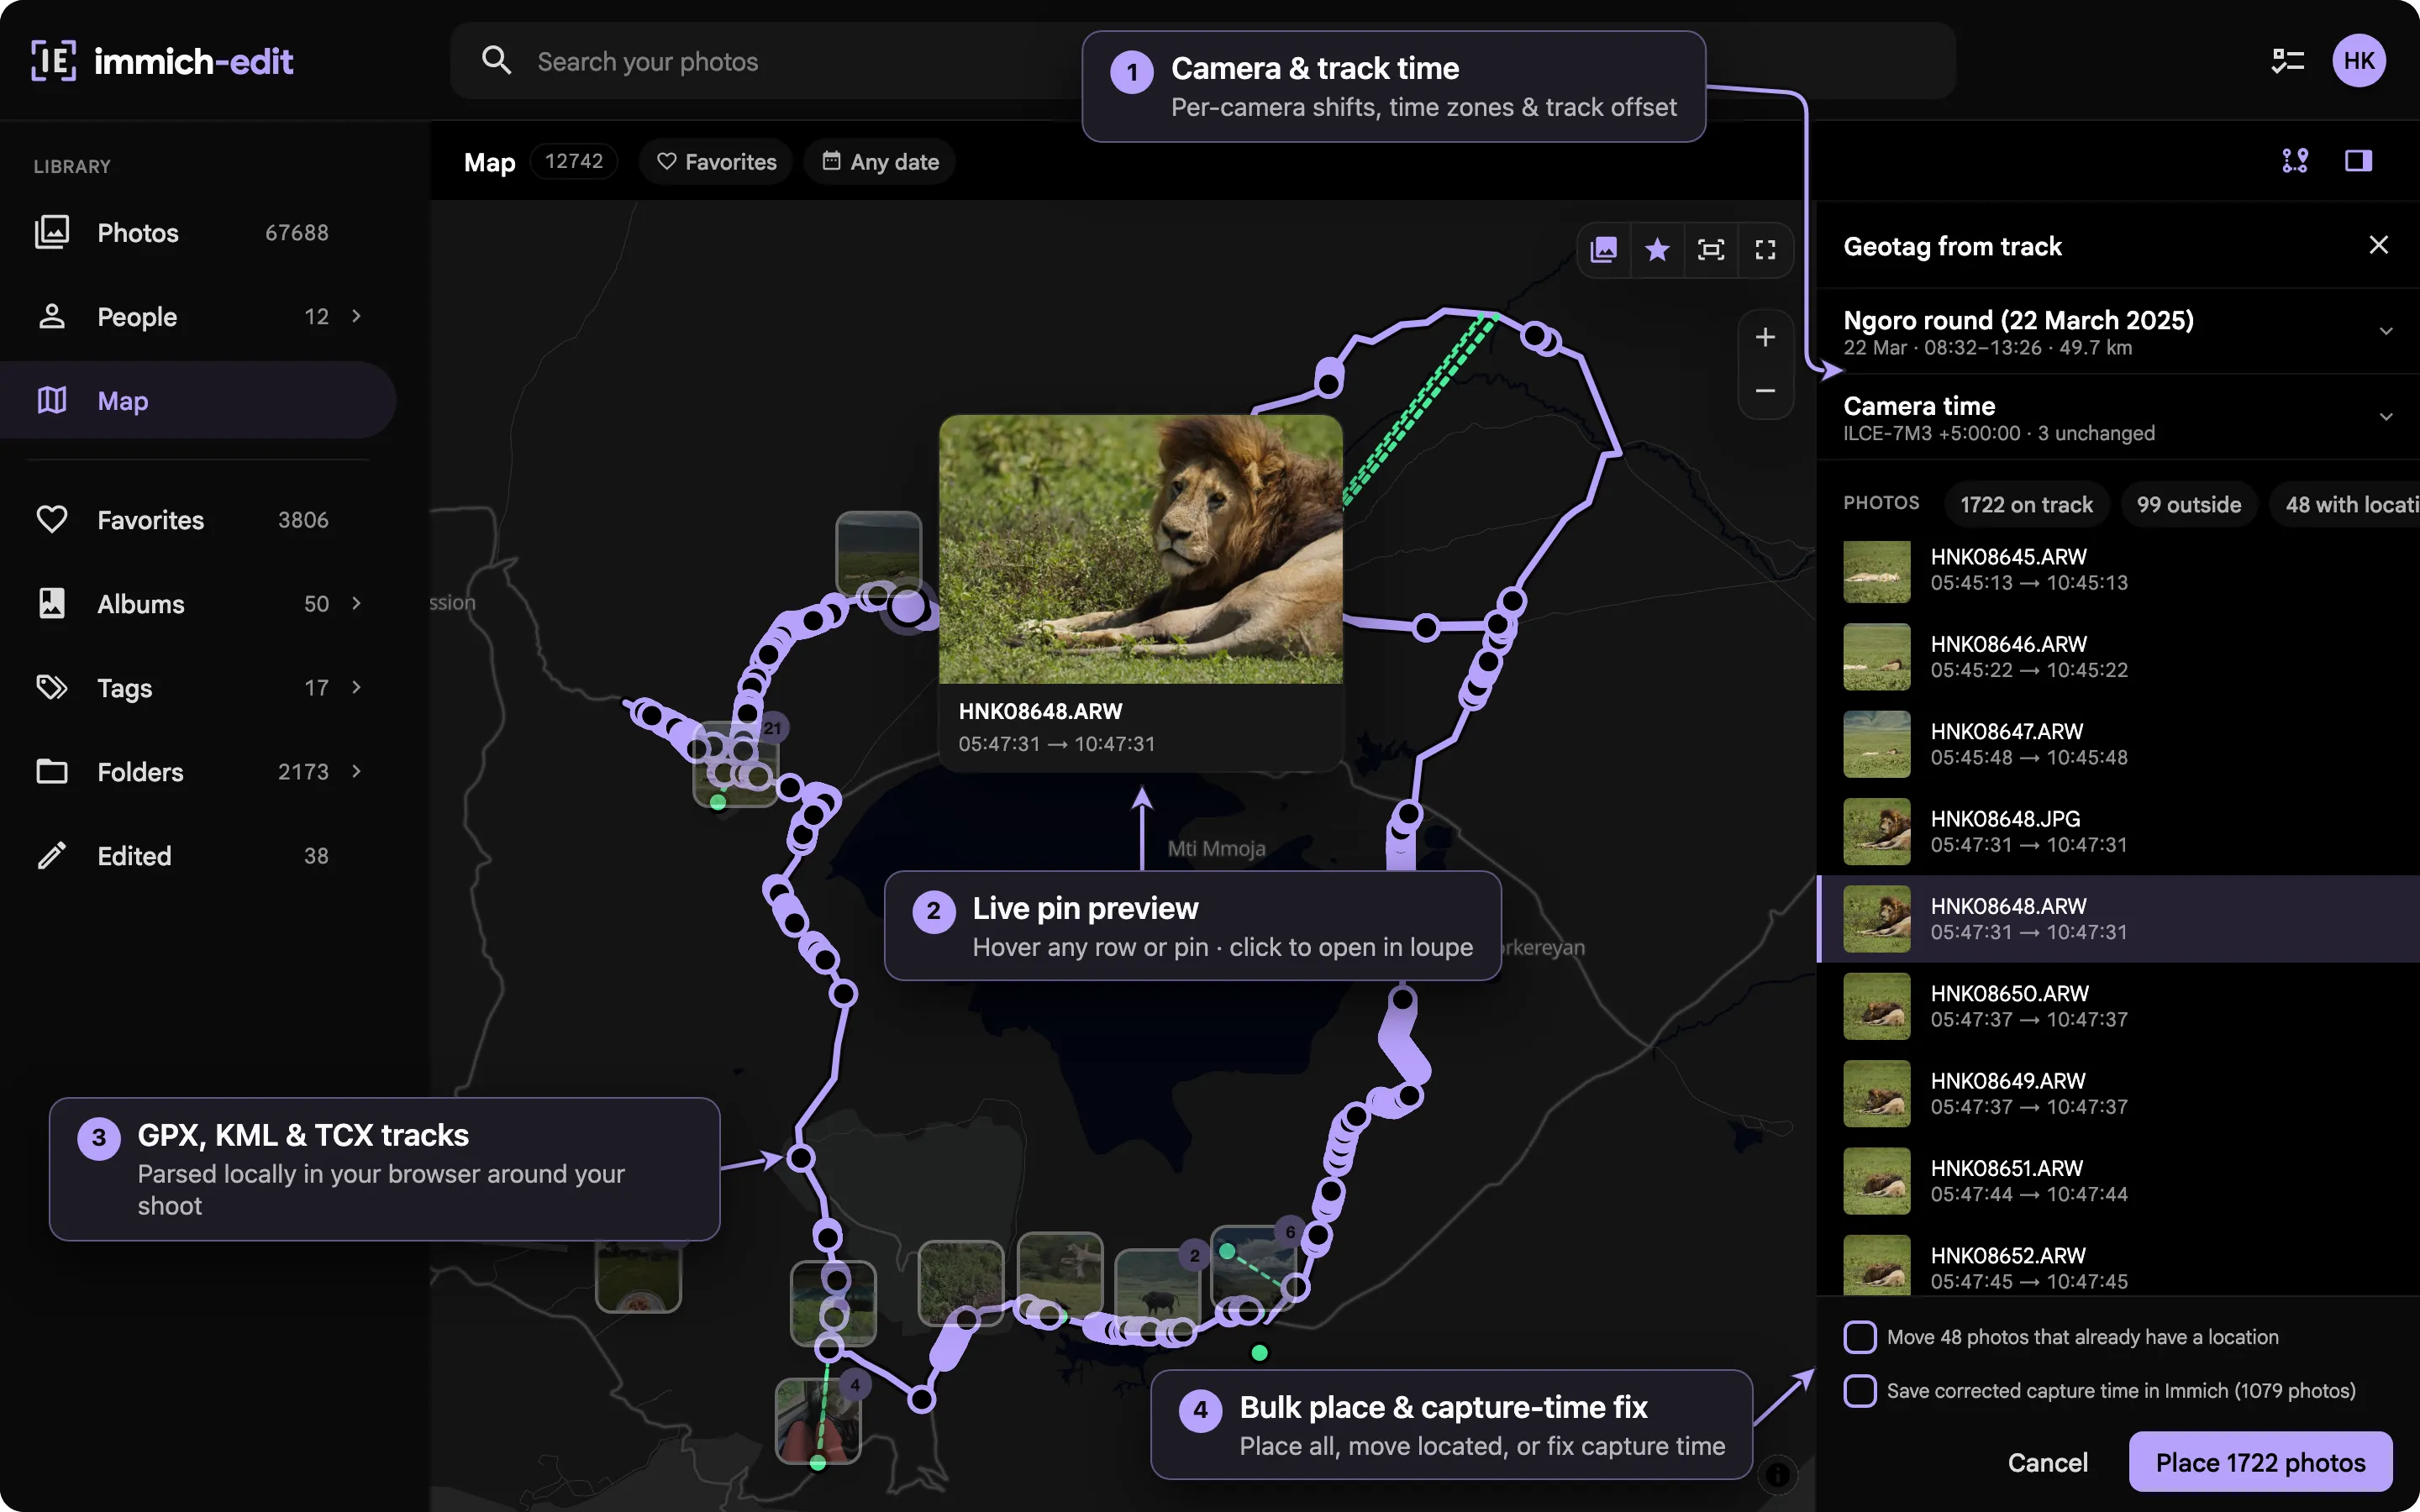 IE immich-edit
Search your photos
1 Camera & track time
Per-camera shifts, time zones & track offset
HK
LIBRARY
Photos 67688
People 12
Map
Favorites 3806
Albums 50
Tags 17
Folders 2173
Edited 38
Map 12742 Favorites Any date
ssion
21
HNK08648.ARW
05:47:31 → 10:47:31
Mti Mmoja
2 Live pin preview
Hover any row or pin · click to open in loupe
orkereyan
3 GPX, KML & TCX tracks
Parsed locally in your browser around your
shoot
6
2
4
4 Bulk place & capture-time fix
Place all, move located, or fix capture time
Geotag from track
Ngoro round (22 March 2025)
22 Mar · 08:32–13:26 · 49.7 km
Camera time
ILCE-7M3 +5:00:00 · 3 unchanged
PHOTOS 1722 on track 99 outside 48 with locati
HNK08645.ARW
05:45:13 → 10:45:13
HNK08646.ARW
05:45:22 → 10:45:22
HNK08647.ARW
05:45:48 → 10:45:48
HNK08648.JPG
05:47:31 → 10:47:31
HNK08648.ARW
05:47:31 → 10:47:31
HNK08650.ARW
05:47:37 → 10:47:37
HNK08649.ARW
05:47:37 → 10:47:37
HNK08651.ARW
05:47:44 → 10:47:44
HNK08652.ARW
05:47:45 → 10:47:45
Move 48 photos that already have a location
Save corrected capture time in Immich (1079 photos)
Cancel Place 1722 photos